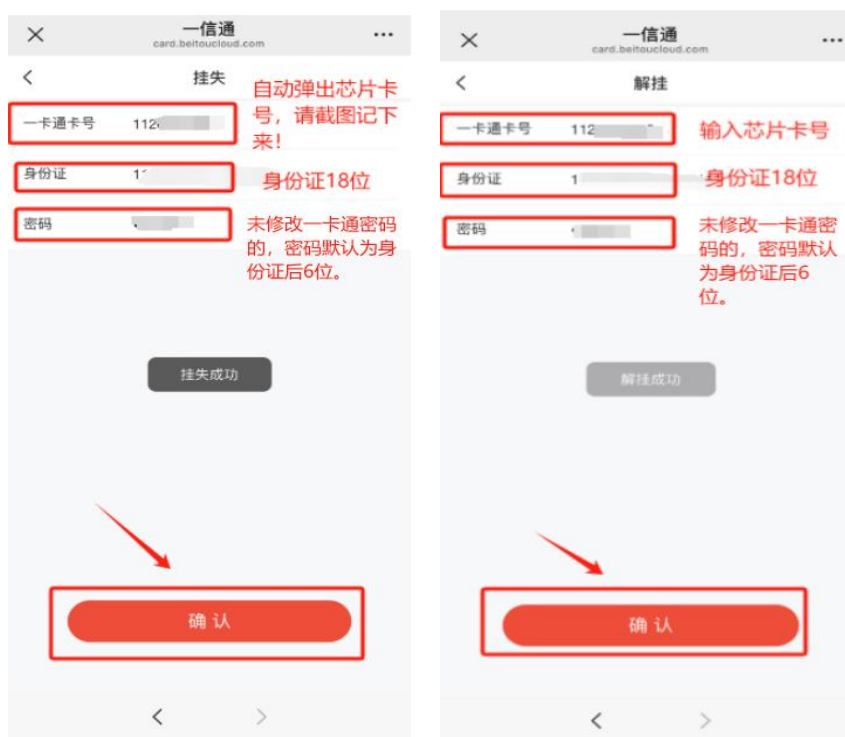 一信通
card.beitoucloud.com
挂失
自动弹出芯片卡
号，请截图记下
来！
一卡通卡号 112
身份证 1
身份证18位
密码
未修改一卡通密码
的，密码默认为身
份证后6位。
挂失成功
确认
一信通
card.beitoucloud.com
解挂
一卡通卡号 112
输入芯片卡号
身份证 1
身份证18位
密码
未修改一卡通密
码的，密码默认
为身份证后6
位。
解挂成功
确认